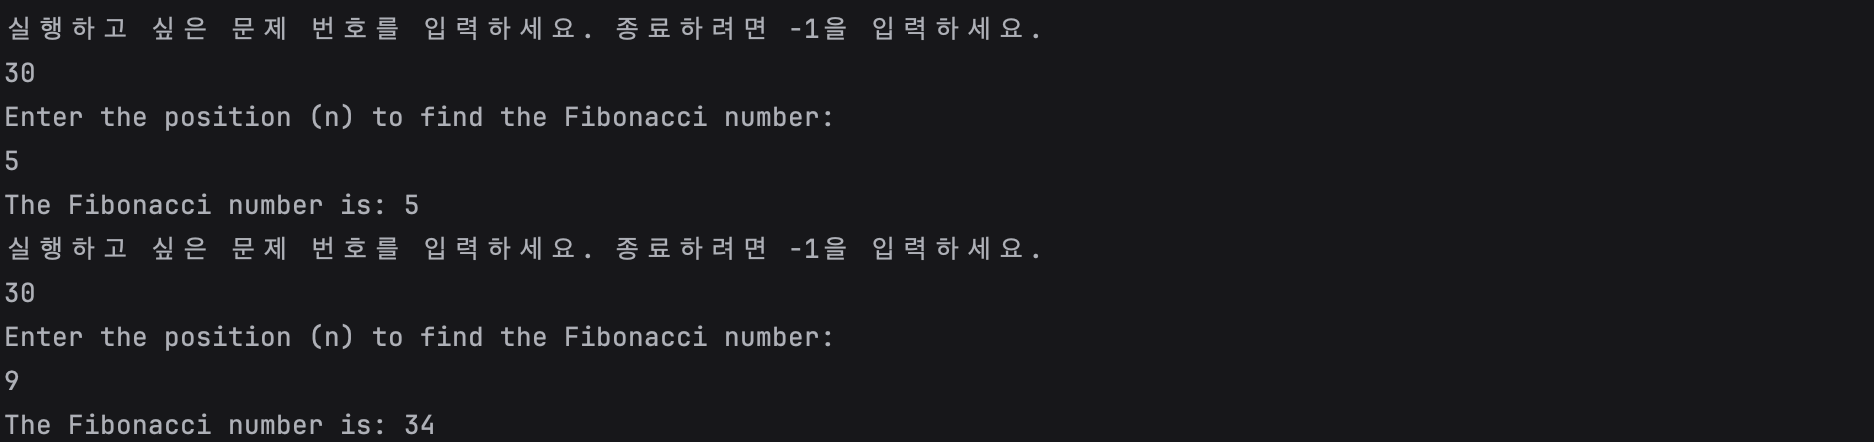 실행하고 싶은 문제 번호를 입력하세요. 종료하려면 -1을 입력하세요.
30
Enter the position (n) to find the Fibonacci number:
5
The Fibonacci number is: 5
실행하고 싶은 문제 번호를 입력하세요. 종료하려면 -1을 입력하세요.
30
Enter the position (n) to find the Fibonacci number:
9
The Fibonacci number is: 34